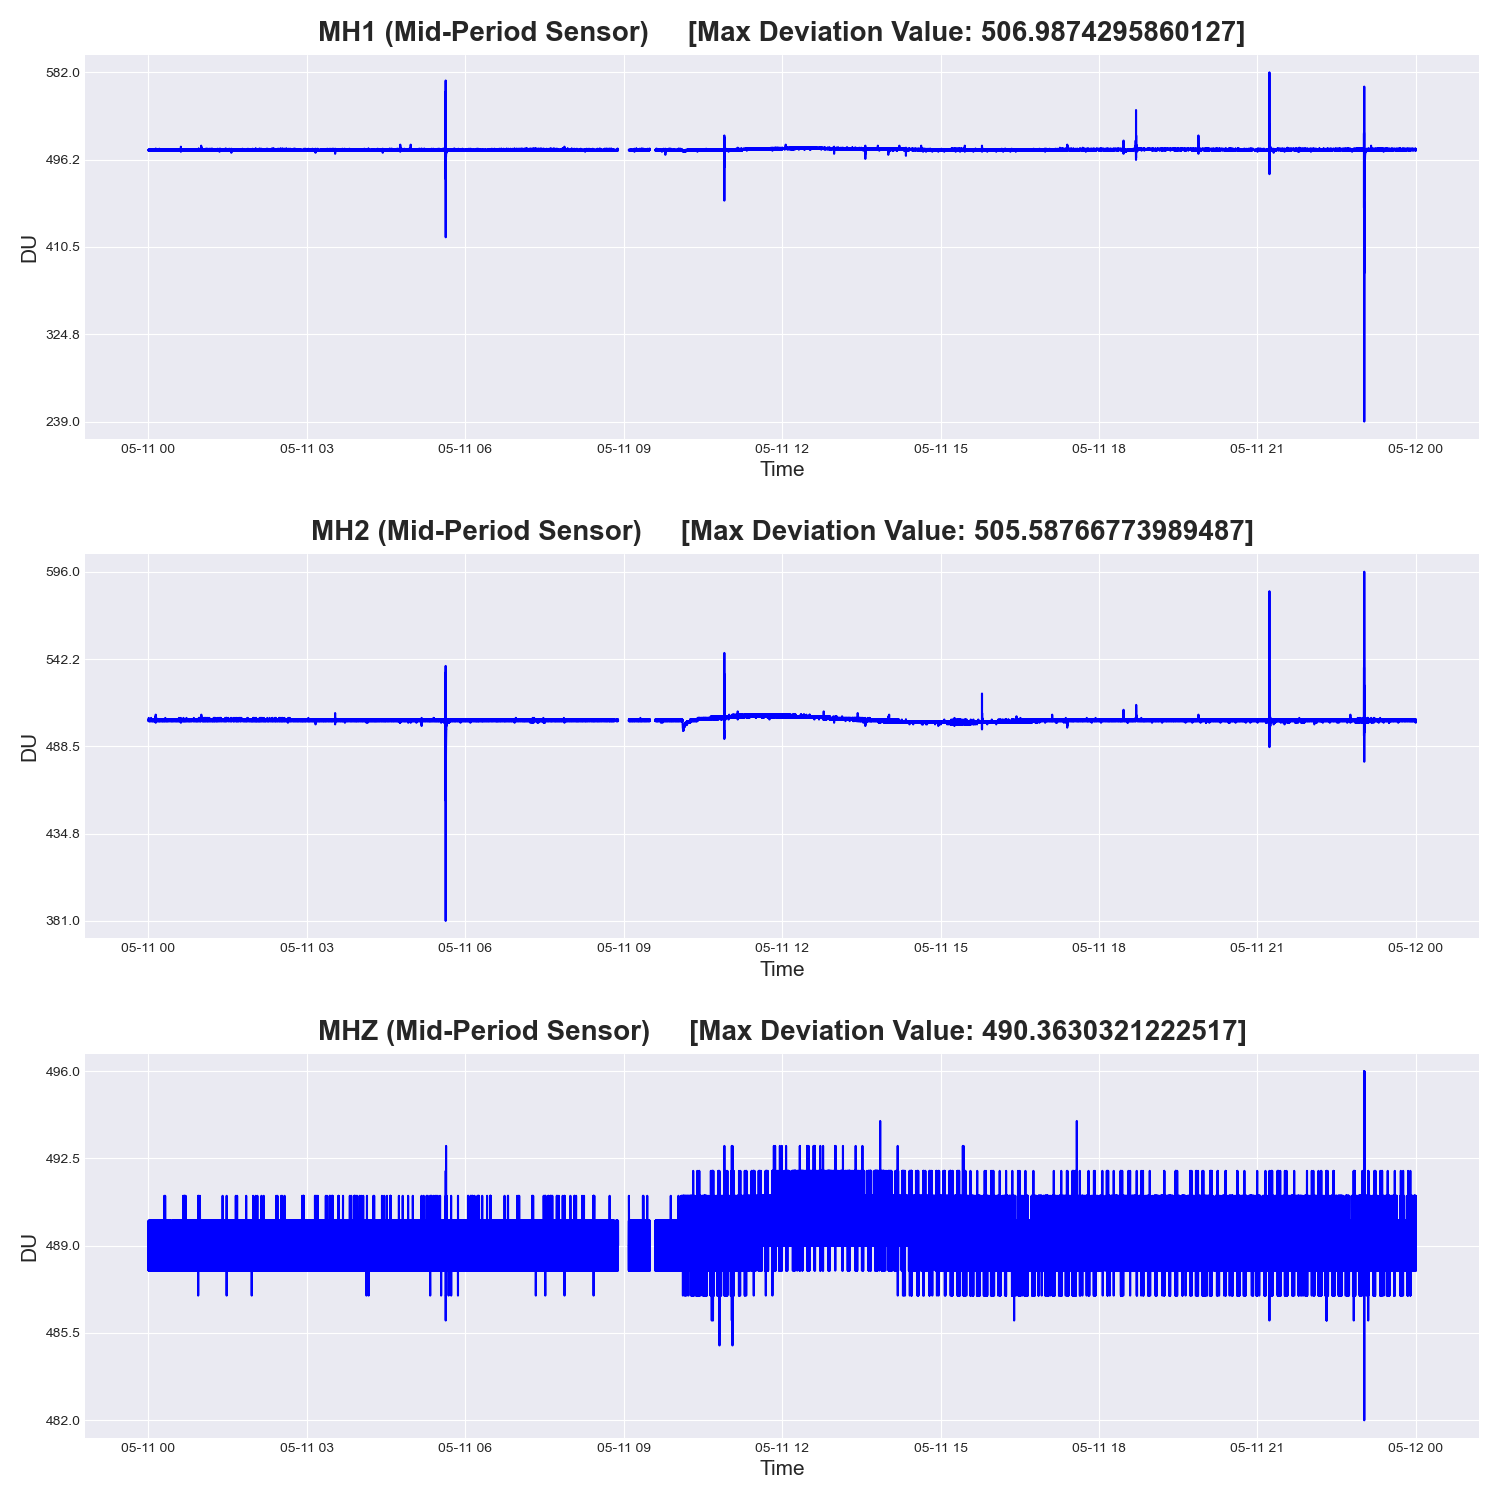 MH1 (Mid-Period Sensor) [Max Deviation Value: 506.9874295860127]
582.0
496.2
410.5
324.8
239.0
DU
05-11 00 05-11 03 05-11 06 05-11 09 05-11 12 05-11 15 05-11 18 05-11 21 05-12 00
Time
MH2 (Mid-Period Sensor) [Max Deviation Value: 505.58766773989487]
596.0
542.2
488.5
434.8
381.0
DU
05-11 00 05-11 03 05-11 06 05-11 09 05-11 12 05-11 15 05-11 18 05-11 21 05-12 00
Time
MHZ (Mid-Period Sensor) [Max Deviation Value: 490.3630321222517]
496.0
492.5
489.0
485.5
482.0
DU
05-11 00 05-11 03 05-11 06 05-11 09 05-11 12 05-11 15 05-11 18 05-11 21 05-12 00
Time